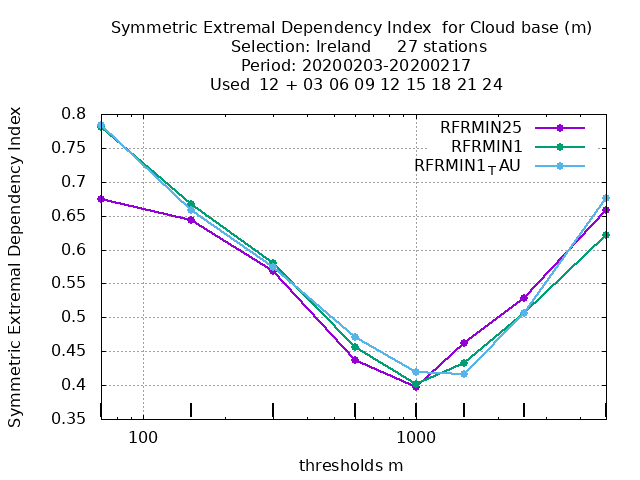 Symmetric Extremal Dependency Index  for Cloud base (m)
Selection: Ireland     27 stations
Period: 20200203-20200217
Used  12 + 03 06 09 12 15 18 21 24
Symmetric Extremal Dependency Index
0.8
0.75
0.7
0.65
0.6
0.55
0.5
0.45
0.4
0.35
RFRMIN25
RFRMIN1
RFRMIN1TAU
100 1000
thresholds m